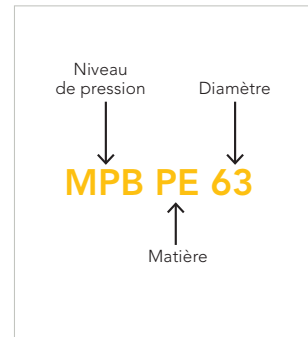 Niveau
de pression
Diamètre
MPB PE 63
Matière